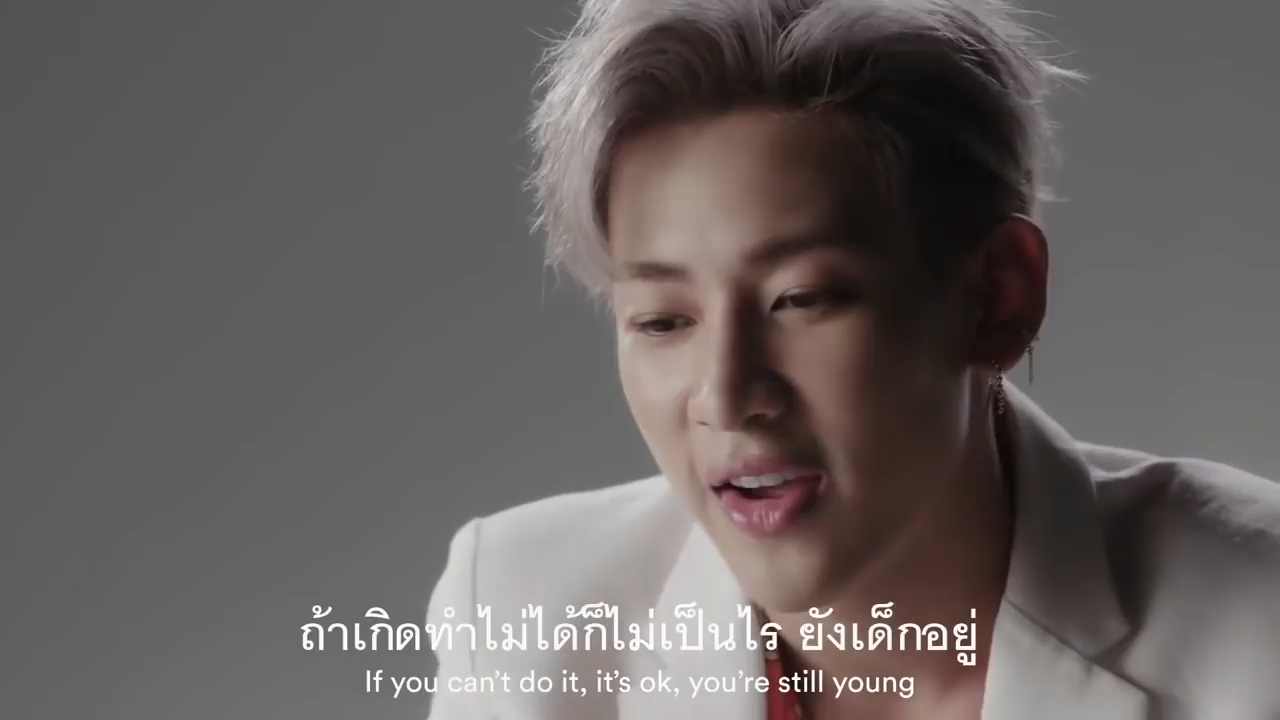 ถ้าเกิดทำไม่ได้ก็ไม่เป็นไร ยังเด็กอยู่
If you can't do it, it's ok, you're still young